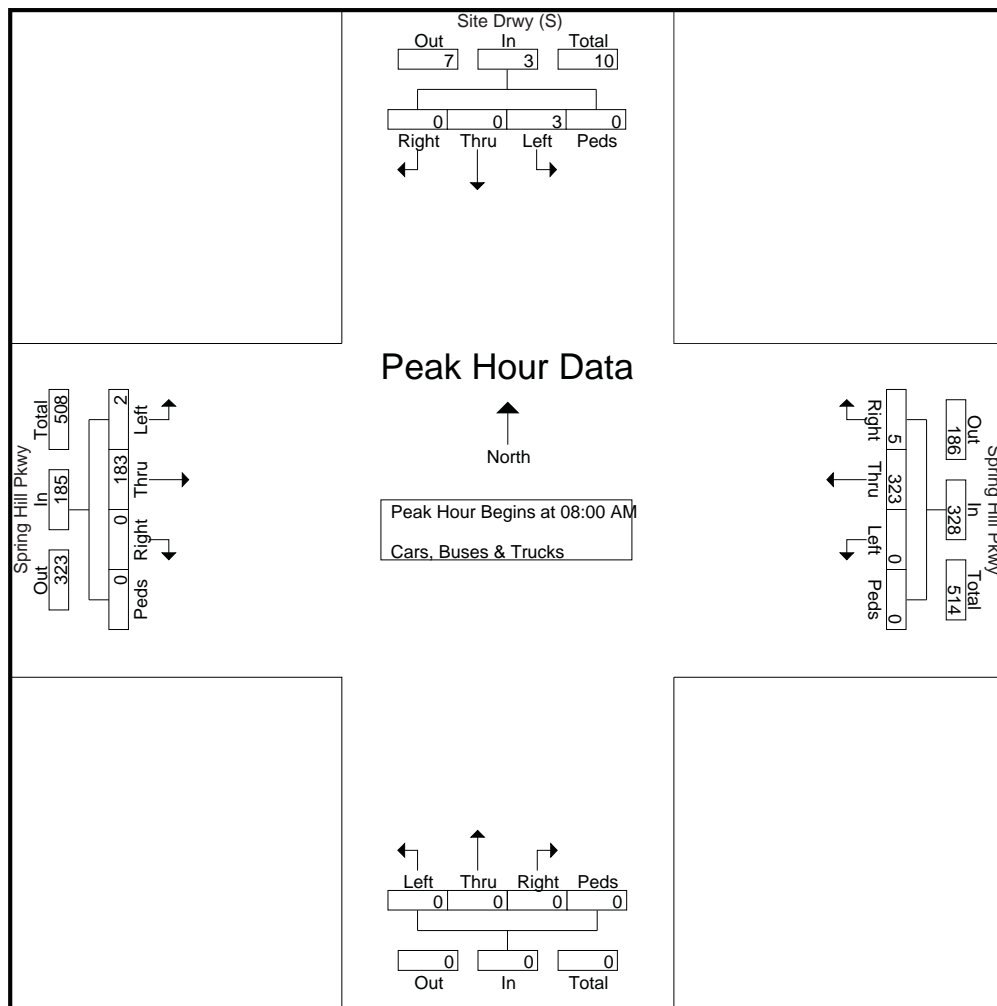 Site Drwy (S)
Out In Total
7 3 10
0 0 3 0
Right Thru Left Peds
Peak Hour Data
North
Peak Hour Begins at 08:00 AM
Cars, Buses & Trucks
Spring Hill Pkwy
Out In Total
323 185 508
Left Thru Right Peds
2 183 0 0
Right Thru Left Peds
5 323 0 0
Out In Total
186 328 514
Spring Hill Pkwy
Left Thru Right Peds
0 0 0 0
0 0 0
Out In Total